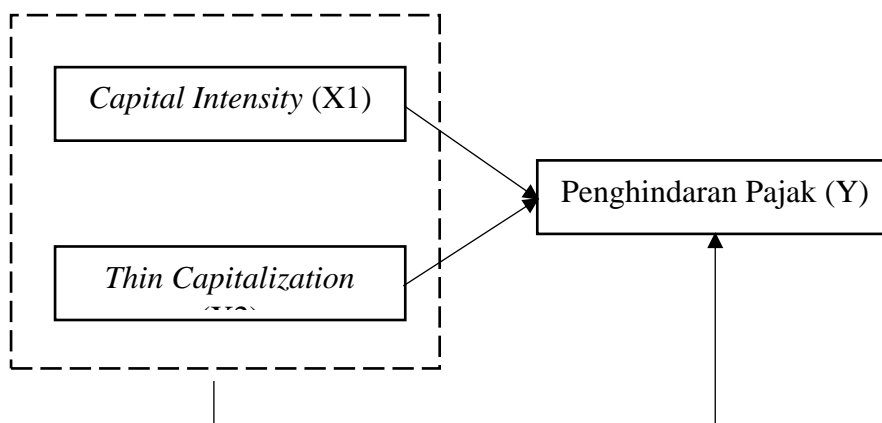 Capital Intensity (X1)
Penghindaran Pajak (Y)
Thin Capitalization